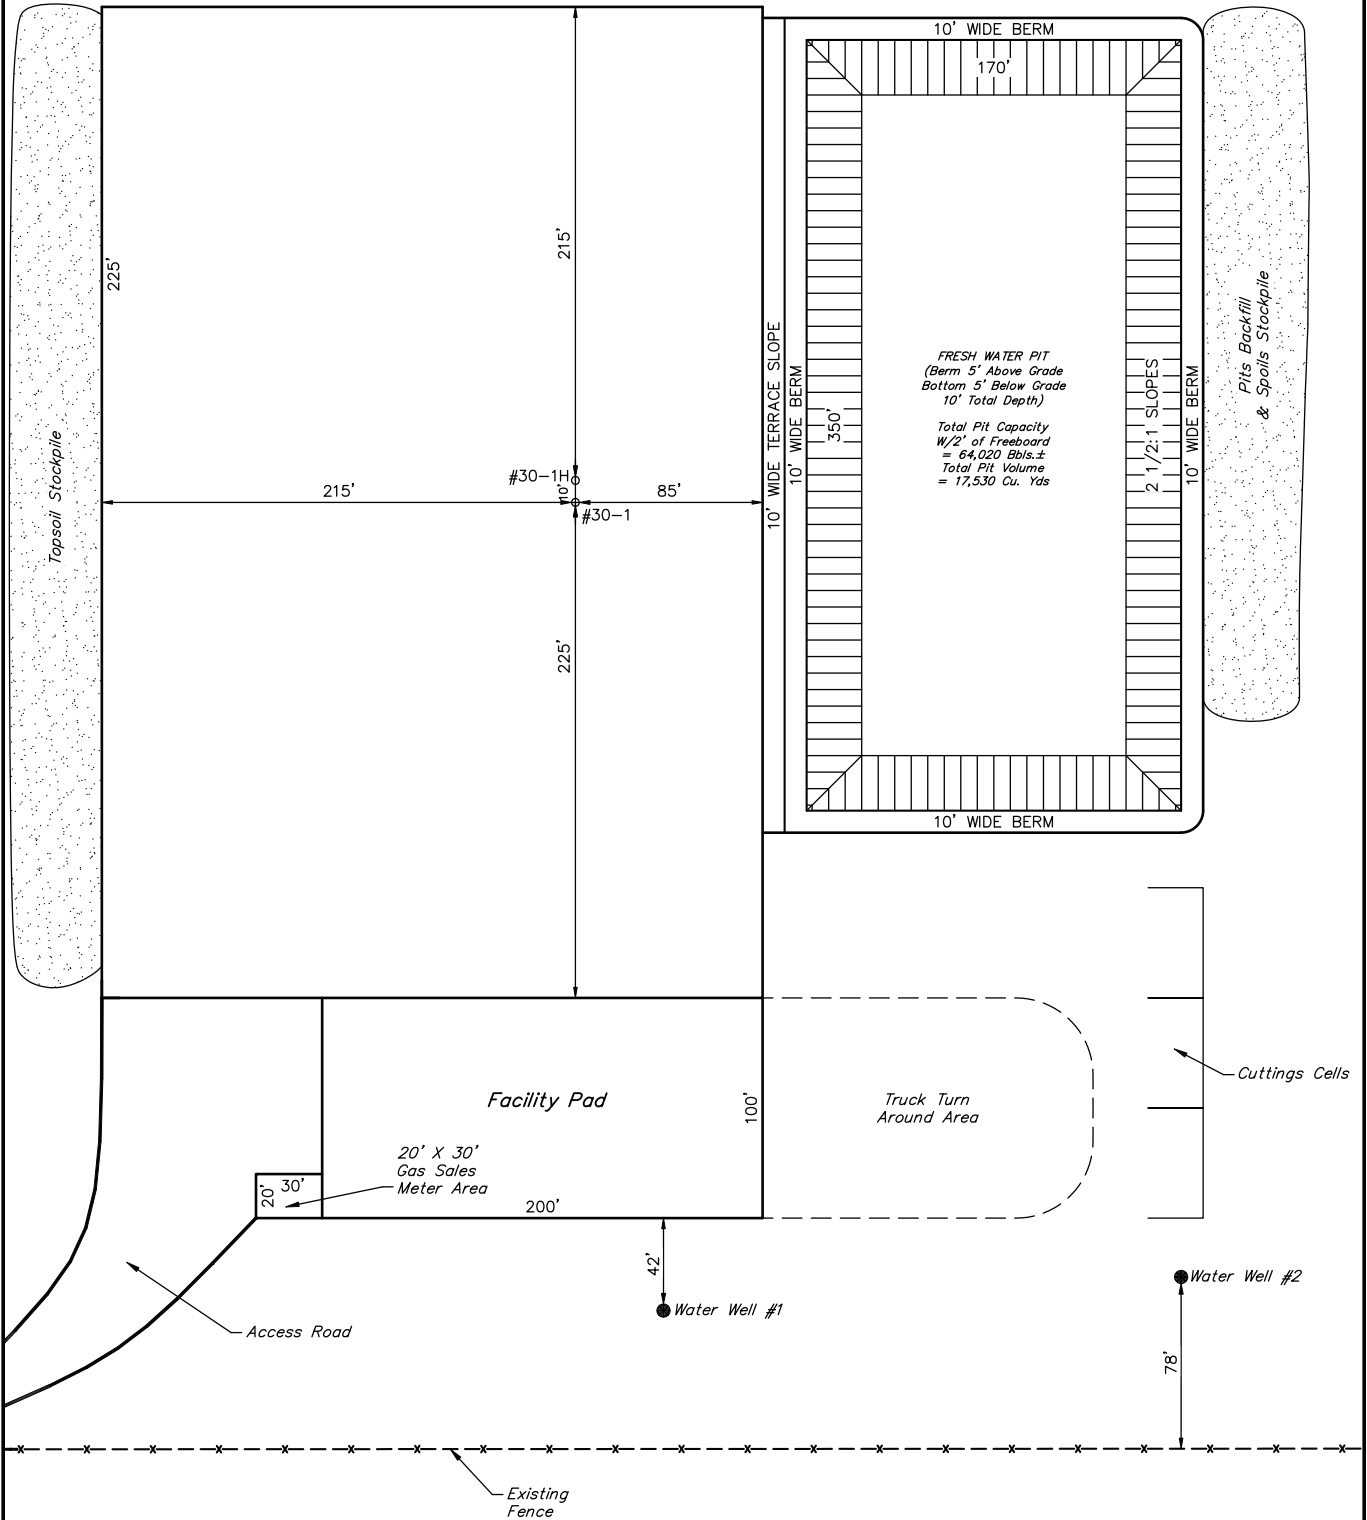 10' WIDE BERM
170'
215'
225'
Topsoil Stockpile
Pits Backfill
& Spoils Stockpile
10' WIDE TERRACE SLOPE
10' WIDE BERM
350'
FRESH WATER PIT
(Berm 5' Above Grade
Bottom 5' Below Grade
10' Total Depth)
Total Pit Capacity
W/2' of Freeboard
= 64,020 Bbls.±
Total Pit Volume
= 17,530 Cu. Yds
2 1/2:1 SLOPES
10' WIDE BERM
#30-1H
10'
215'
85'
#30-1
225'
10' WIDE BERM
Cuttings Cells
Facility Pad
100'
Truck Turn
Around Area
20' X 30'
Gas Sales
Meter Area
20'
30'
200'
42'
Water Well #1
Water Well #2
Access Road
78'
Existing
Fence